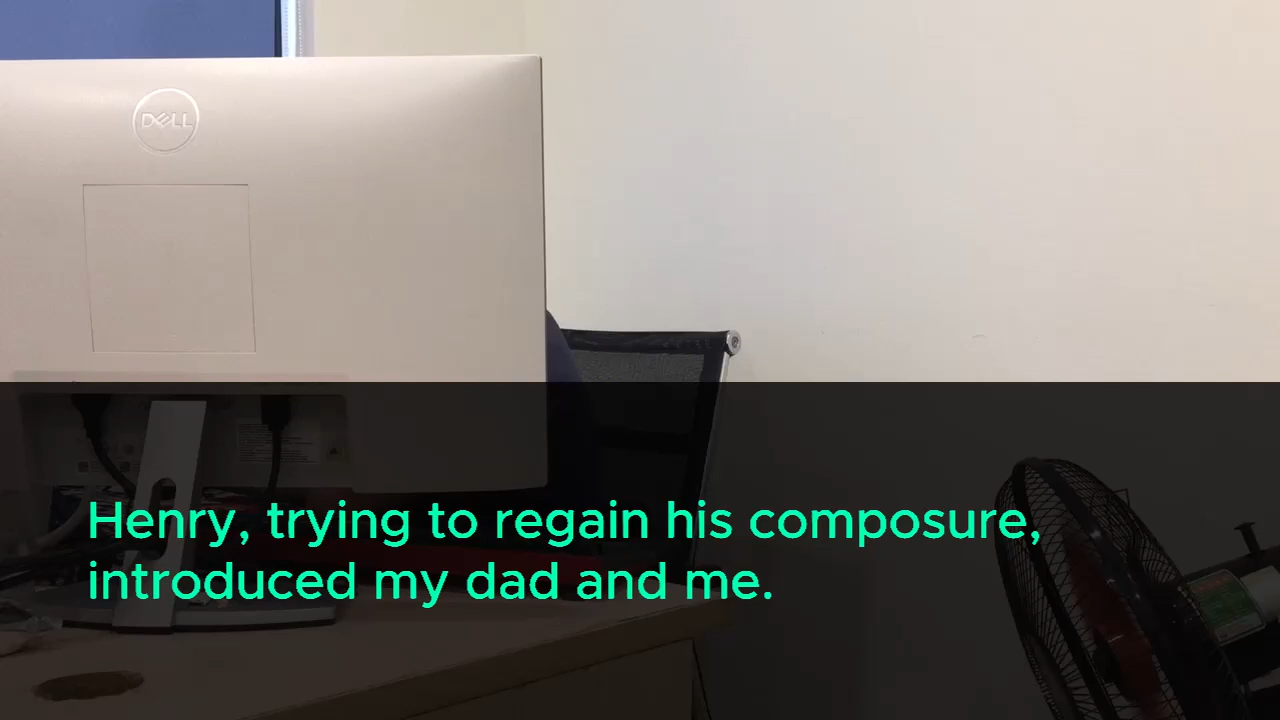 DELL
Henry, trying to regain his composure,
introduced my dad and me.